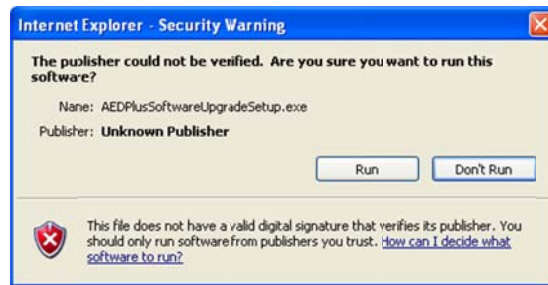 Internet Explorer - Security Warning
The publisher could not be verified. Are you sure you want to run this
software?
Name: AEDPlusSoftwareUpgradeSetup.exe
Publisher: Unknown Publisher
Run
Don't Run
This file does not have a valid digital signature that verifies its publisher. You
should only run software from publishers you trust. How can I decide what
software to run?